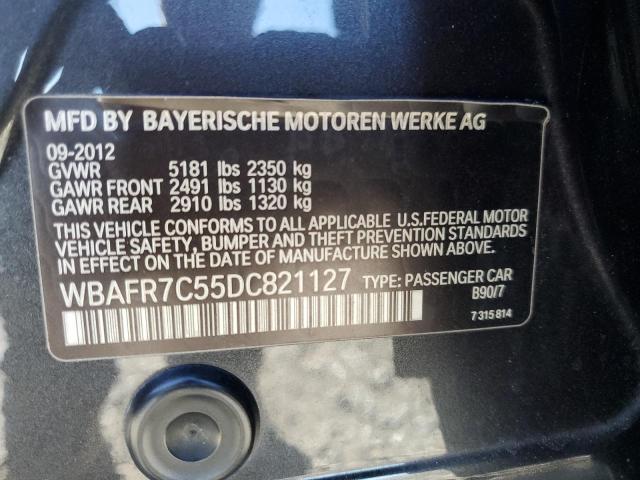 MFD BY BAYERISCHE MOTOREN WERKE AG
09-2012
GVWR 5181 lbs 2350 kg
GAWR FRONT 2491 lbs 1130 kg
GAWR REAR 2910 lbs 1320 kg
THIS VEHICLE CONFORMS TO ALL APPLICABLE U.S.FEDERAL MOTOR
VEHICLE SAFETY, BUMPER AND THEFT PREVENTION STANDARDS
IN EFFECT ON THE DATE OF MANUFACTURE SHOWN ABOVE.
WBAFR7C55DC821127 TYPE: PASSENGER CAR
B90/7
7 315 814